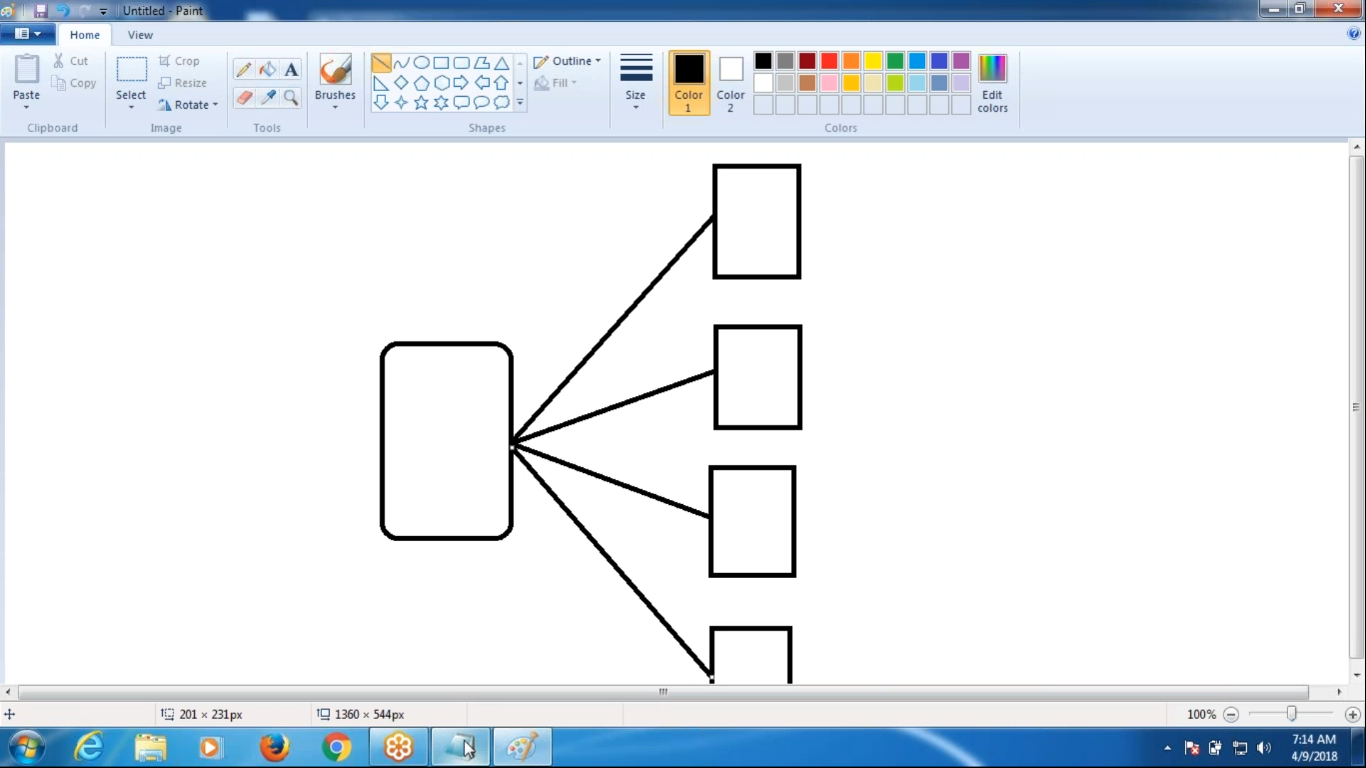 Untitled - Paint
Home View
Paste
Cut
Copy
Clipboard
Select
Crop
Resize
Rotate
Image
A
Tools
Brushes
Outline
Fill
Shapes
Size
Color 1
Color 2
Edit colors
Colors
201 × 231px
1360 × 544px
100%
7:14 AM
4/9/2018